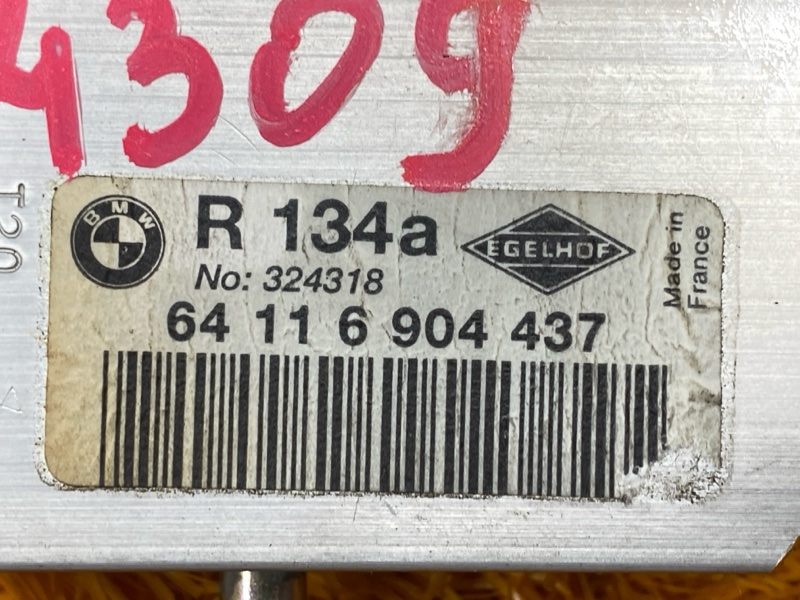 4309
T20
BMW
R 134a
EGELHOF
No: 324318
64 11 6 904 437
Made in
France